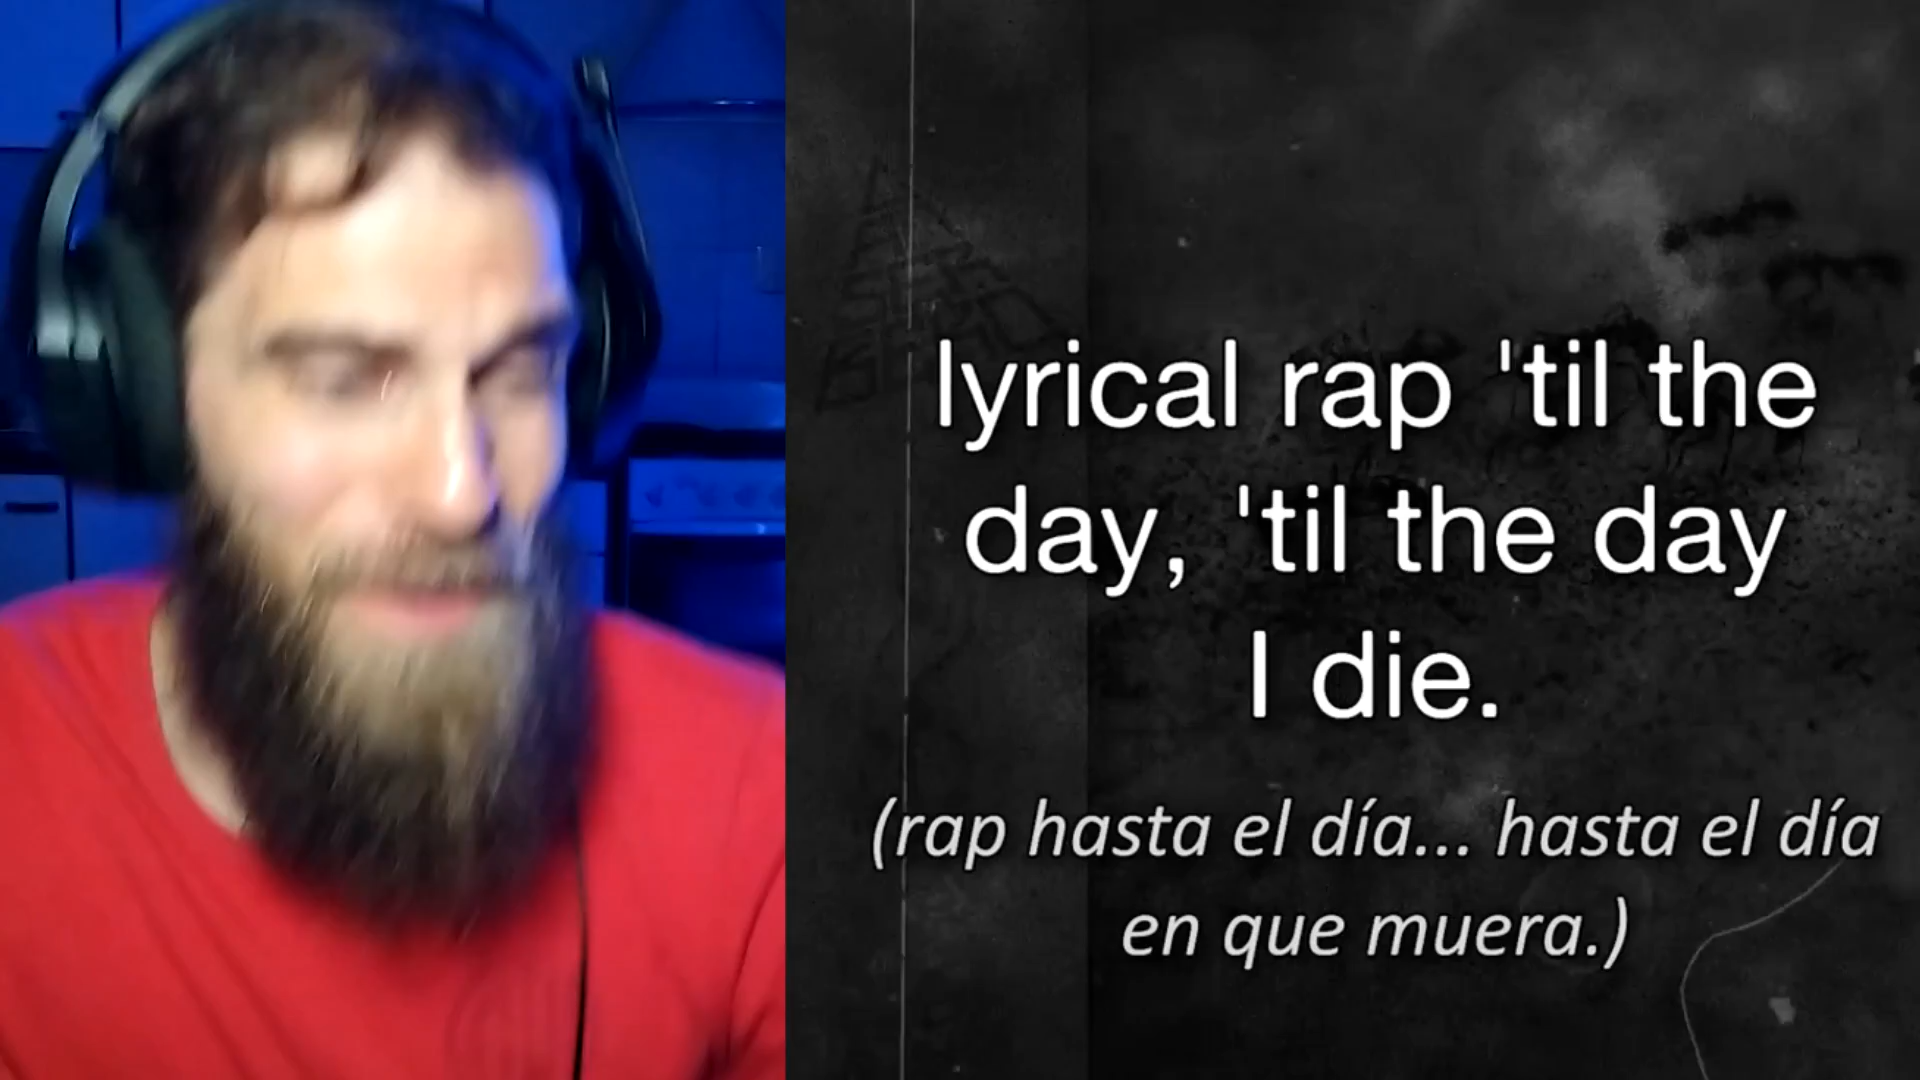 lyrical rap 'til the
day, 'til the day
I die.
(rap hasta el día... hasta el día
en que muera.)